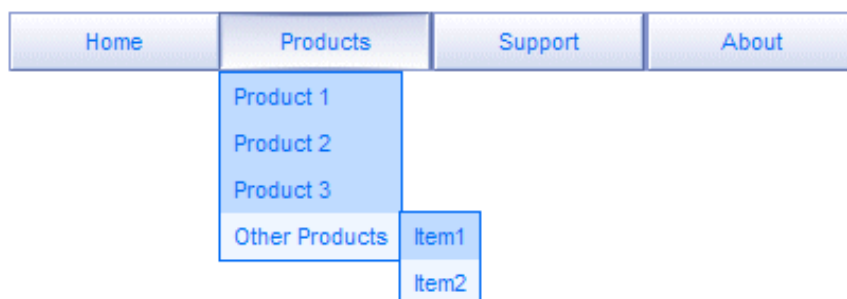 Home Products Support About
Product 1
Product 2
Product 3
Other Products Item1
Item2